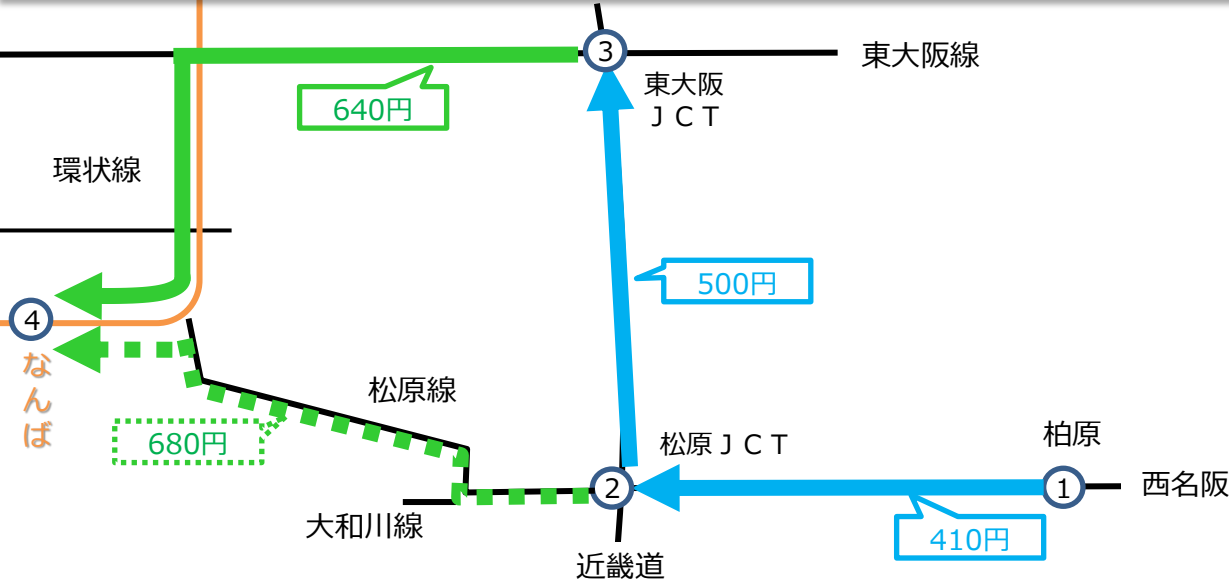 ③
東大阪線
東大阪
ＪＣＴ
640円
環状線
500円
④
なんば
松原線
680円
松原ＪＣＴ
柏原
②
①
西名阪
大和川線
410円
近畿道